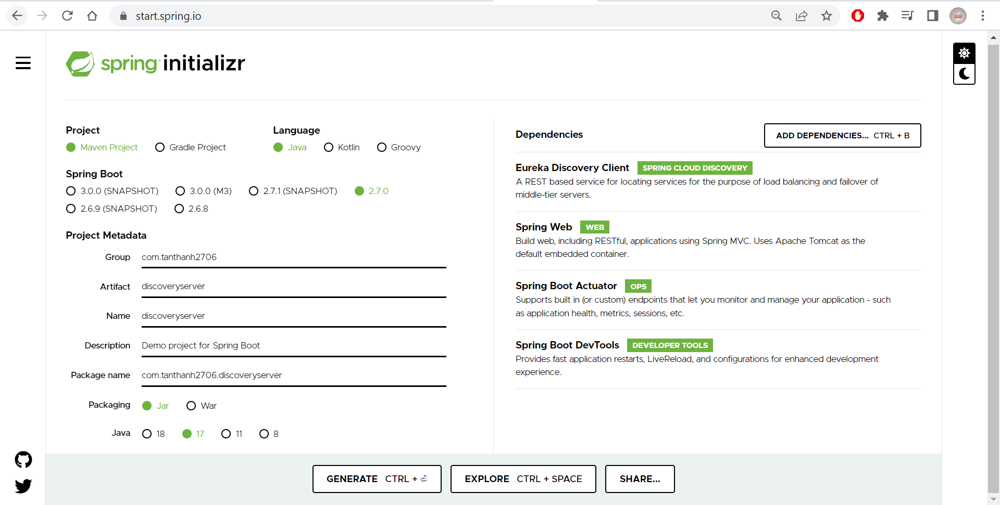 start.spring.io
spring initializr
Project
Maven Project
Gradle Project
Language
Java
Kotlin
Groovy
Spring Boot
3.0.0 (SNAPSHOT)
3.0.0 (M3)
2.7.1 (SNAPSHOT)
2.7.0
2.6.9 (SNAPSHOT)
2.6.8
Project Metadata
Group com.tanthanh2706
Artifact discoveryserver
Name discoveryserver
Description Demo project for Spring Boot
Package name com.tanthanh2706.discoveryserver
Packaging Jar War
Java 18 17 11 8
Dependencies
ADD DEPENDENCIES... CTRL + B
Eureka Discovery Client SPRING CLOUD DISCOVERY
A REST based service for locating services for the purpose of load balancing and failover of
middle-tier servers.
Spring Web WEB
Build web, including RESTful, applications using Spring MVC. Uses Apache Tomcat as the
default embedded container.
Spring Boot Actuator OPS
Supports built in (or custom) endpoints that let you monitor and manage your application - such
as application health, metrics, sessions, etc.
Spring Boot DevTools DEVELOPER TOOLS
Provides fast application restarts, LiveReload, and configurations for enhanced development
experience.
GENERATE CTRL + ⏎
EXPLORE CTRL + SPACE
SHARE...